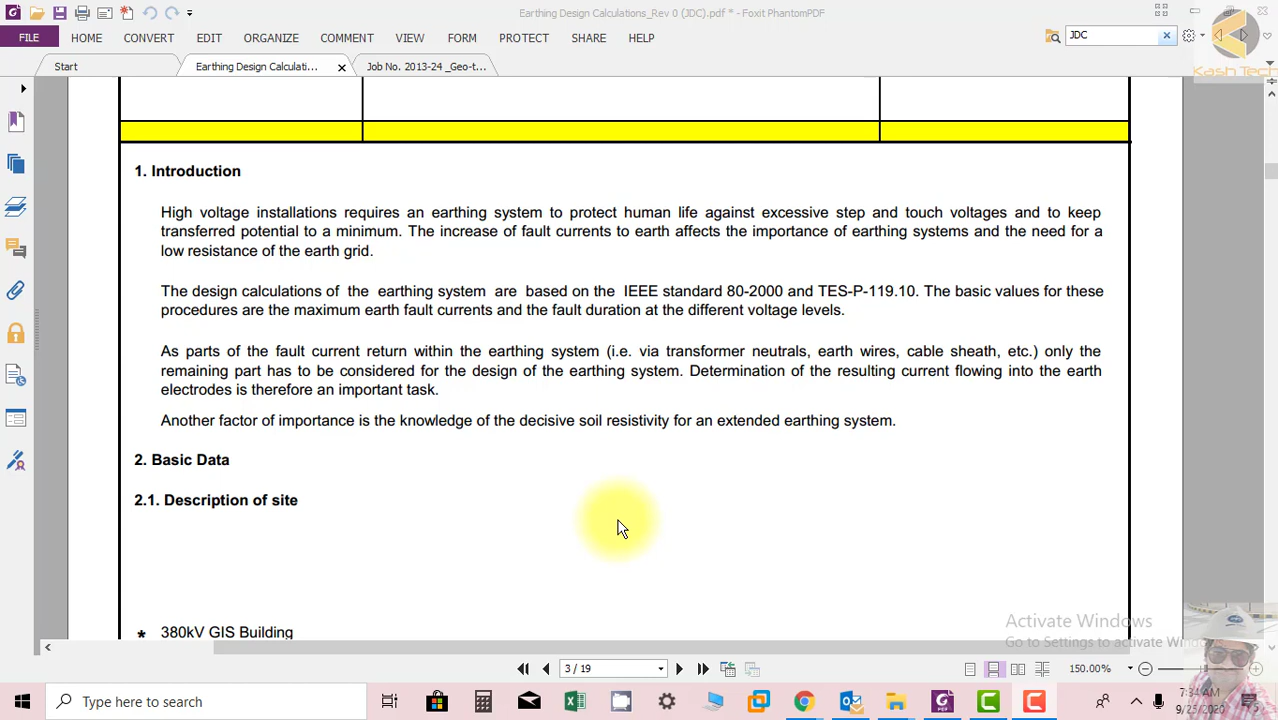 Earthing Design Calculations_Rev 0 (JDC).pdf * - Foxit PhantomPDF
FILE HOME CONVERT EDIT ORGANIZE COMMENT VIEW FORM PROTECT SHARE HELP
JDC
Start
Earthing Design Calculati...
Job No. 2013-24 _Geo-t...
Kash Tech
1. Introduction
High voltage installations requires an earthing system to protect human life against excessive step and touch voltages and to keep
transferred potential to a minimum. The increase of fault currents to earth affects the importance of earthing systems and the need for a
low resistance of the earth grid.
The design calculations of the earthing system are based on the IEEE standard 80-2000 and TES-P-119.10. The basic values for these
procedures are the maximum earth fault currents and the fault duration at the different voltage levels.
As parts of the fault current return within the earthing system (i.e. via transformer neutrals, earth wires, cable sheath, etc.) only the
remaining part has to be considered for the design of the earthing system. Determination of the resulting current flowing into the earth
electrodes is therefore an important task.
Another factor of importance is the knowledge of the decisive soil resistivity for an extended earthing system.
2. Basic Data
2.1. Description of site
* 380kV GIS Building
Activate Windows
Go to Settings to activate
3 / 19
150.00%
Type here to search
7:34 AM
9/25/2020